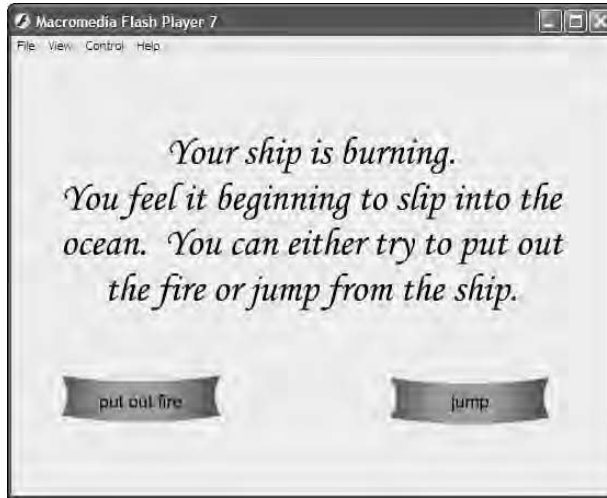 Macromedia Flash Player 7
File View Control Help
Your ship is burning.
You feel it beginning to slip into the
ocean. You can either try to put out
the fire or jump from the ship.
put out fire jump